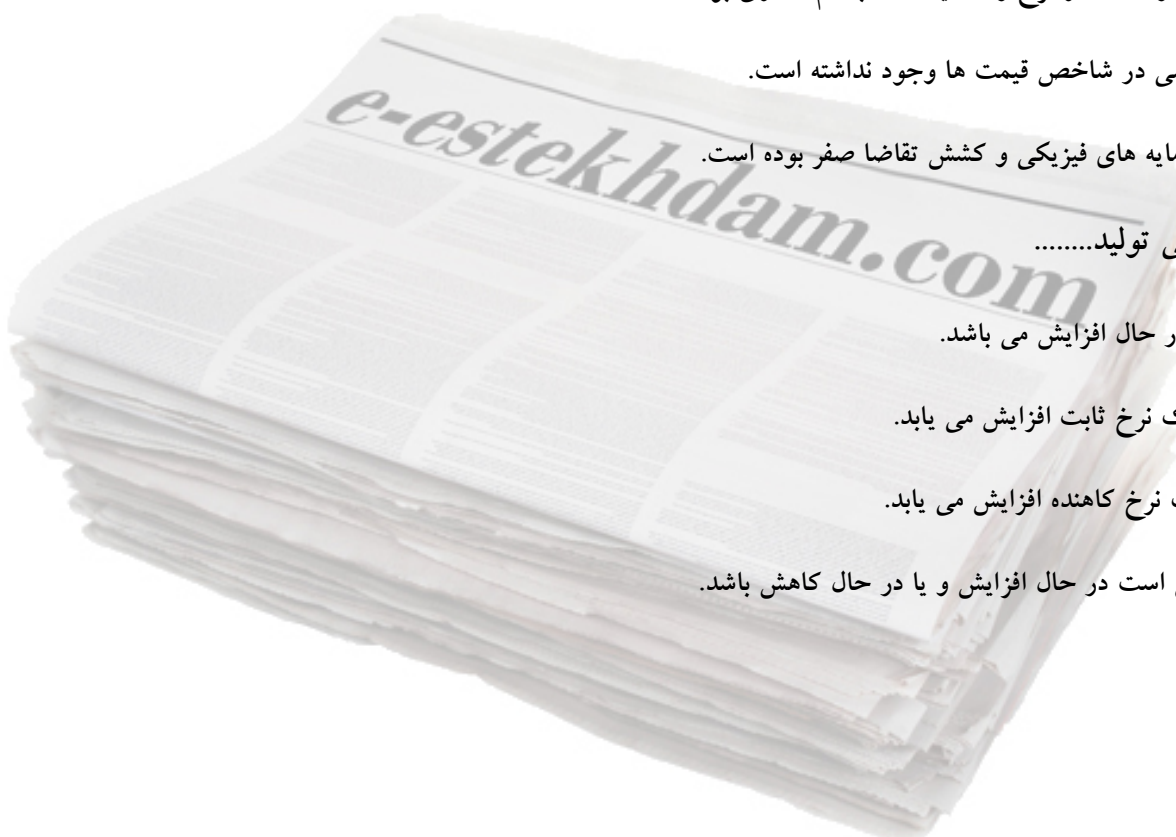 ی در شاخص قیمت ها وجود نداشته است.
مایه های فیزیکی و کشش تقاضا صفر بوده است.
e-estekhdam.com
ی تولید........
ر حال افزایش می باشد.
ک نرخ ثابت افزایش می یابد.
نرخ کاهنده افزایش می یابد.
است در حال افزایش و یا در حال کاهش باشد.